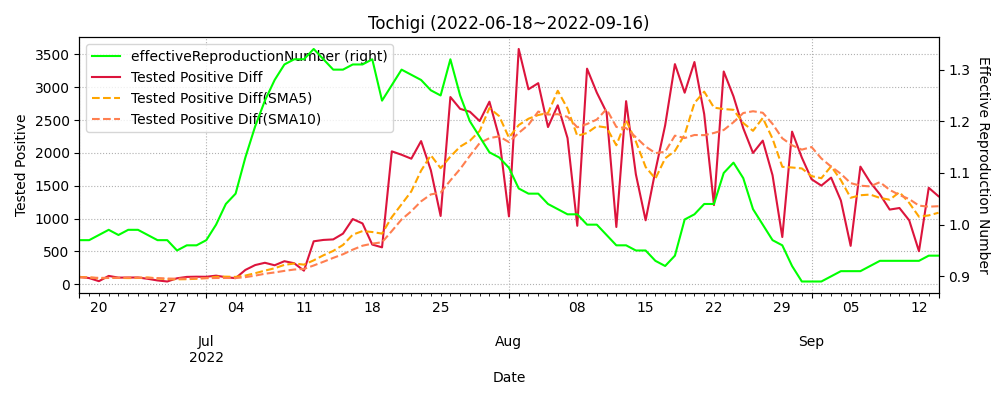 Tochigi (2022-06-18~2022-09-16)
effectiveReproductionNumber (right)
Tested Positive Diff
Tested Positive Diff(SMA5)
Tested Positive Diff(SMA10)
Tested Positive
3500
3000
2500
2000
1500
1000
500
0
1.3
1.2
1.1
1.0
0.9
Effective Reproduction Number
20 27 04 11 18 25 08 15 22 29 05 12
Jul Aug Sep
2022
Date